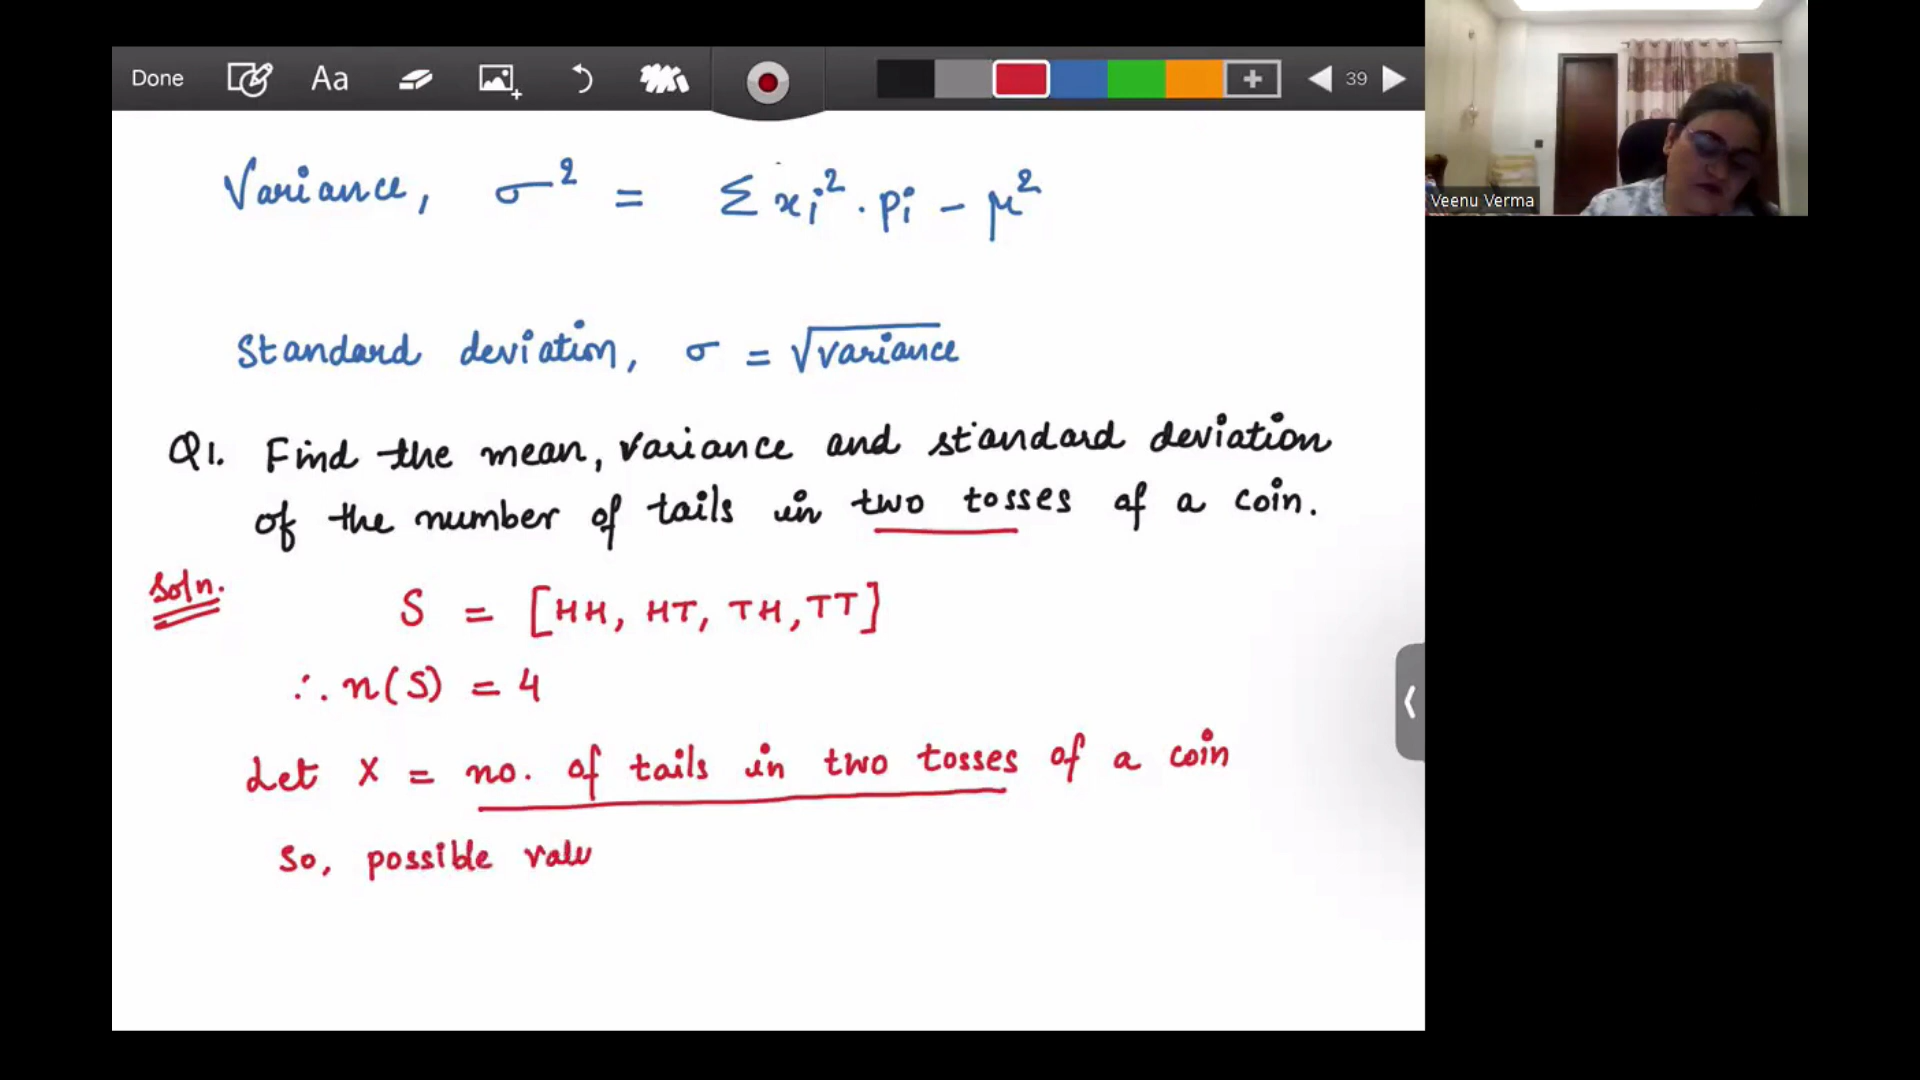 Done Aa 39
Variance, σ² = Σ xᵢ² . pᵢ - μ²
Veenu Verma
Standard deviation, σ = √variance
Q1. Find the mean, variance and standard deviation
of the number of tails in two tosses of a coin.
Soln.
S = [HH, HT, TH, TT]
∴ n(S) = 4
Let X = no. of tails in two tosses of a coin
So, possible valu